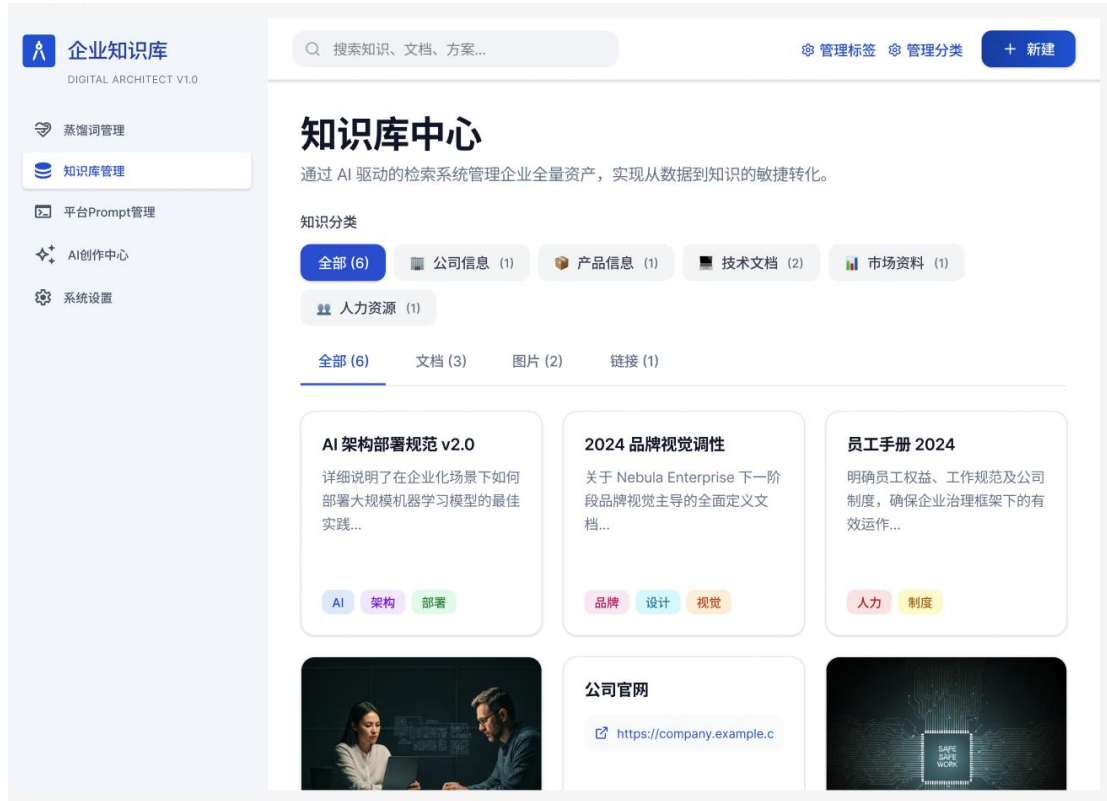 企业知识库
DIGITAL ARCHITECT V1.0
蒸馏词管理
知识库管理
平台Prompt管理
AI创作中心
系统设置
搜索知识、文档、方案...
管理标签
管理分类
+ 新建
知识库中心
通过 AI 驱动的检索系统管理企业全量资产，实现从数据到知识的敏捷转化。
知识分类
全部 (6)
公司信息 (1)
产品信息 (1)
技术文档 (2)
市场资料 (1)
人力资源 (1)
全部 (6)
文档 (3)
图片 (2)
链接 (1)
AI 架构部署规范 v2.0
详细说明了在企业化场景下如何
部署大规模机器学习模型的最佳
实践...
AI
架构
部署
2024 品牌视觉调性
关于 Nebula Enterprise 下一阶
段品牌视觉主导的全面定义文
档...
品牌
设计
视觉
员工手册 2024
明确员工权益、工作规范及公司
制度，确保企业治理框架下的有
效运作...
人力
制度
公司官网
https://company.example.c
SAFE
SAFE
WORK